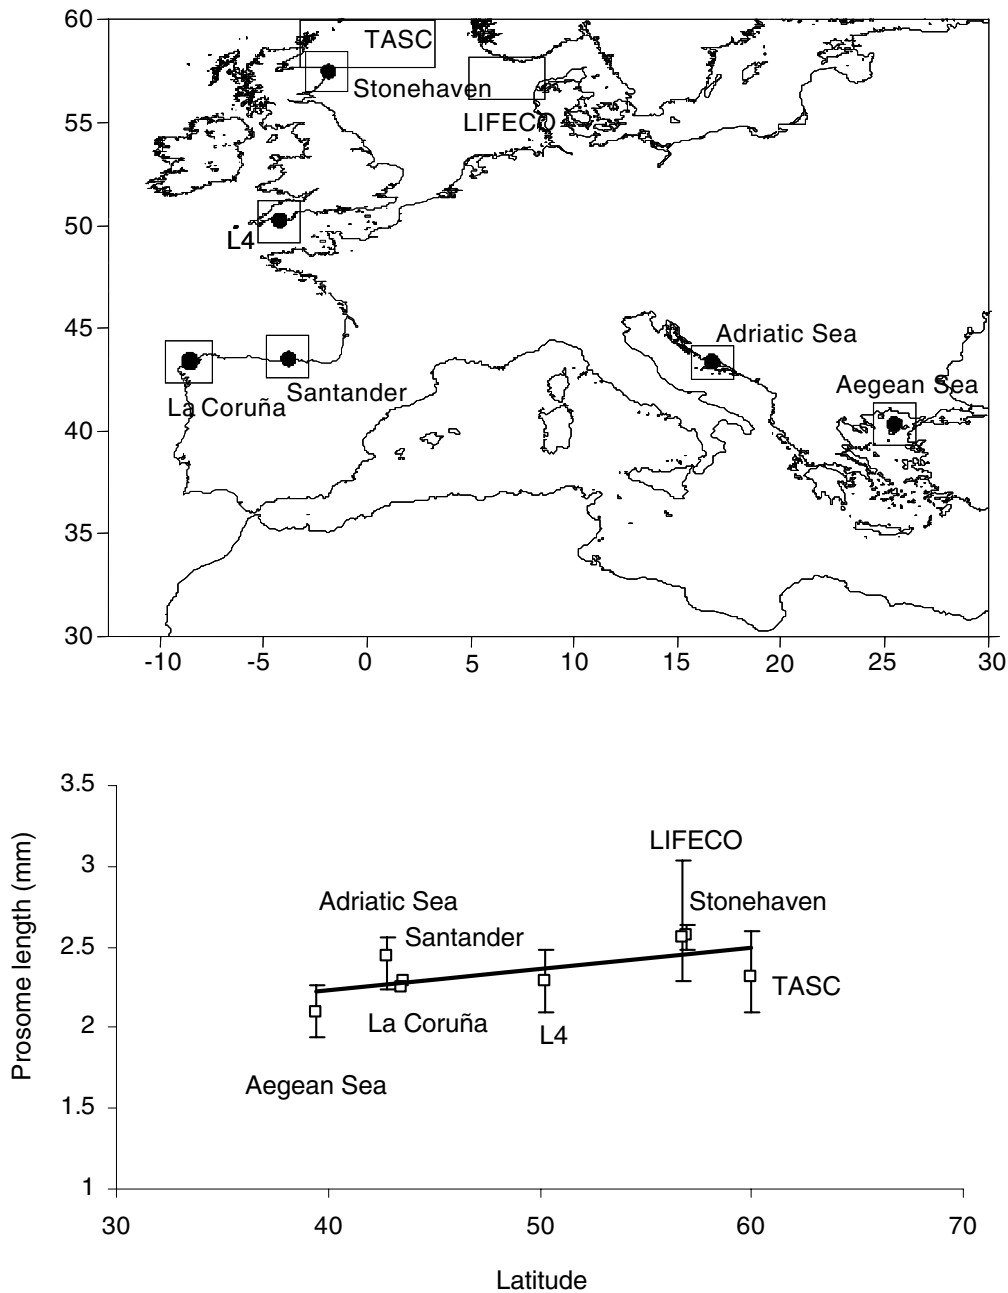 60
TASC
Stonehaven
55
LIFECO
50
L4
45
Adriatic Sea
Santander
Aegean Sea
La Coruña
40
35
30
-10 -5 0 5 10 15 20 25 30
3.5
LIFECO
3
Adriatic Sea
Stonehaven
Santander
2.5
TASC
La Coruña
2
L4
Aegean Sea
1.5
1
30 40 50 60 70
Prosome length (mm)
Latitude